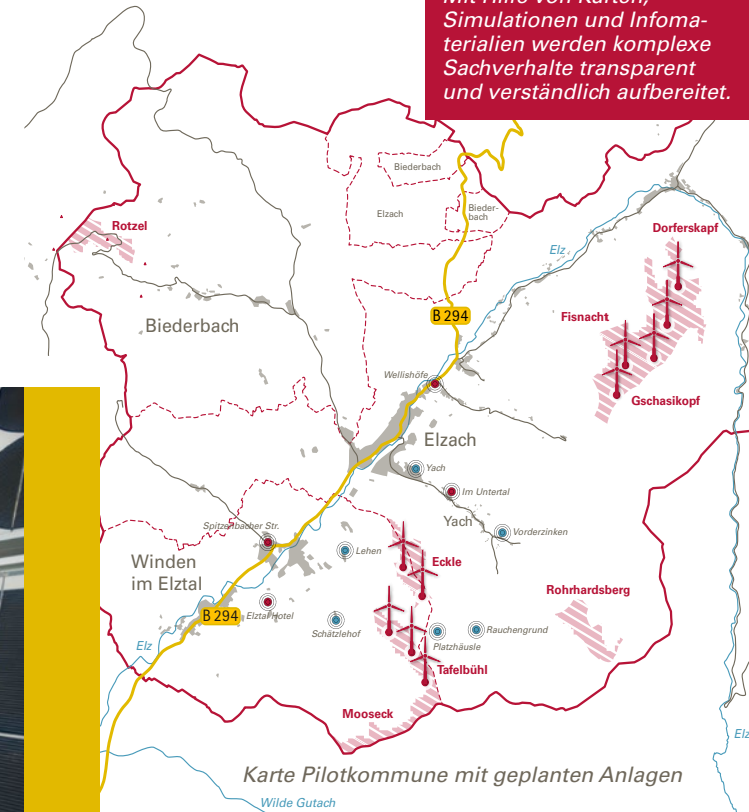 Mit Hilfe von Karten,
Simulationen und Infoma-
terialien werden komplexe
Sachverhalte transparent
und verständlich aufbereitet.
Biederbach
Elzach
Bieder-
bach
Rotzel
Dorferskapf
Elz
Biederbach
B 294
Fisnacht
Wellishöfe
Gschasikopf
Elzach
Yach
Im Untertal
Yach
Spitzenbacher Str.
Vorderzinken
Lehen
Winden
im Elztal
Eckle
Rohrhardsberg
B 294
Elztal Hotel
Schätzlehof
Rauchengrund
Platzhäusle
Elz
Tafelbühl
Mooseck
Elz
Karte Pilotkommune mit geplanten Anlagen
Wilde Gutach